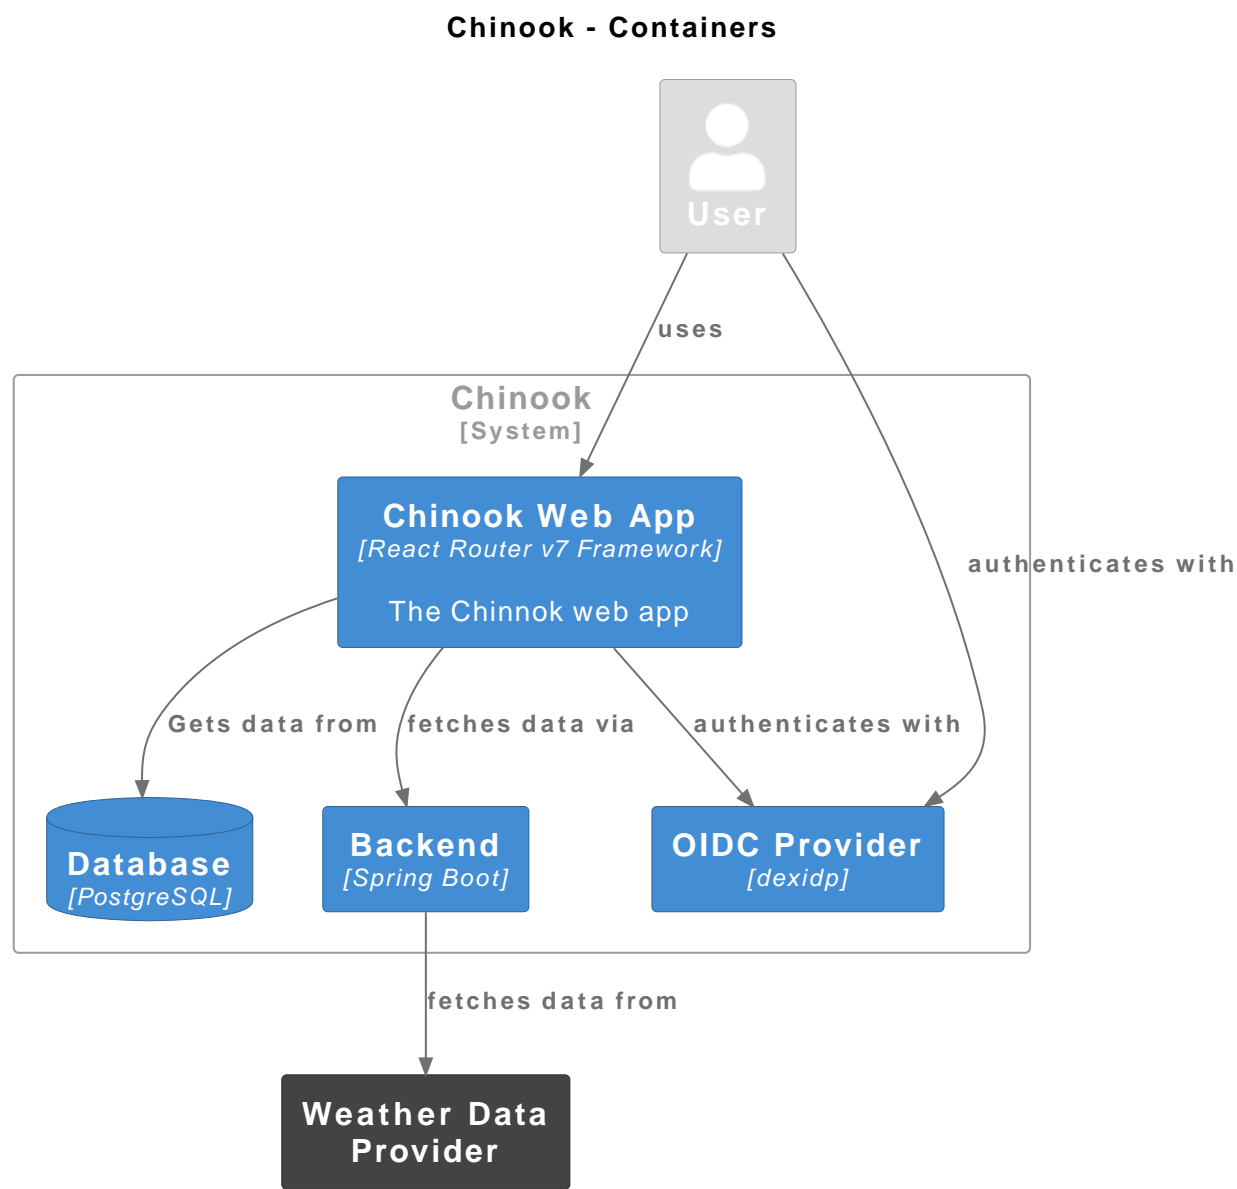 Chinook - Containers
User
uses
Chinook
[System]
Chinook Web App
[React Router v7 Framework]
The Chinnok web app
authenticates with
Gets data from
fetches data via
authenticates with
Database
[PostgreSQL]
Backend
[Spring Boot]
OIDC Provider
[dexidp]
fetches data from
Weather Data
Provider